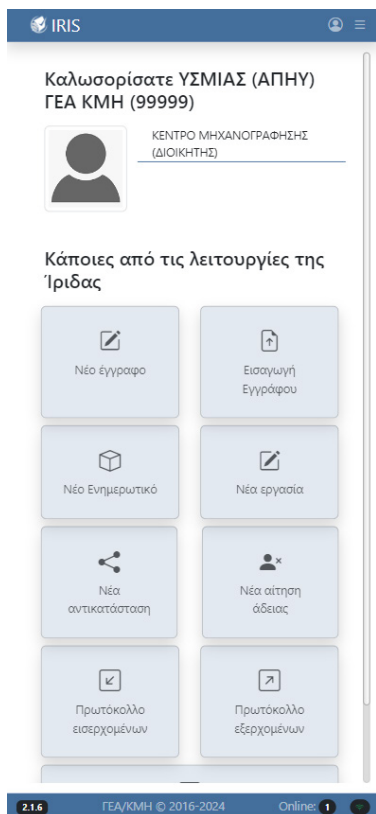 IRIS
Καλωσορίσατε ΥΣΜΙΑΣ (ΑΠΗΥ)
ΓΕΑ ΚΜΗ (99999)
ΚΕΝΤΡΟ ΜΗΧΑΝΟΓΡΑΦΗΣΗΣ
(ΔΙΟΙΚΗΤΗΣ)
Κάποιες από τις λειτουργίες της
Ίριδας
Νέο έγγραφο
Εισαγωγή
Εγγράφου
Νέο Ενημερωτικό
Νέα εργασία
Νέα
αντικατάσταση
Νέα αίτηση
άδειας
Πρωτόκολλο
εισερχομένων
Πρωτόκολλο
εξερχομένων
2.1.6 ΓΕΑ/ΚΜΗ © 2016-2024 Online: 1